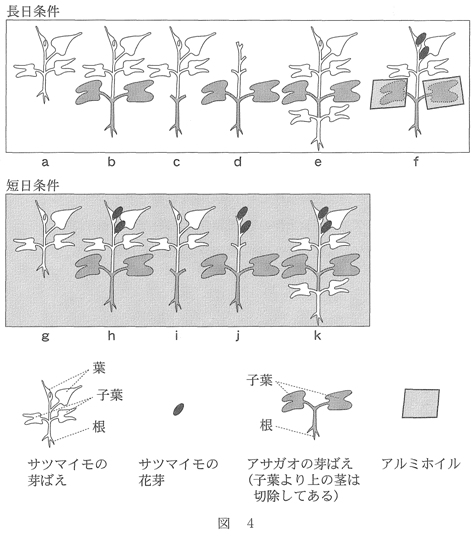 長日条件
a b c d e f
短日条件
g h i j k
葉
子葉
根
子葉
根
サツマイモの
芽ばえ
サツマイモの
花芽
アサガオの芽ばえ
(子葉より上の茎は
切除してある)
アルミホイル
図 4